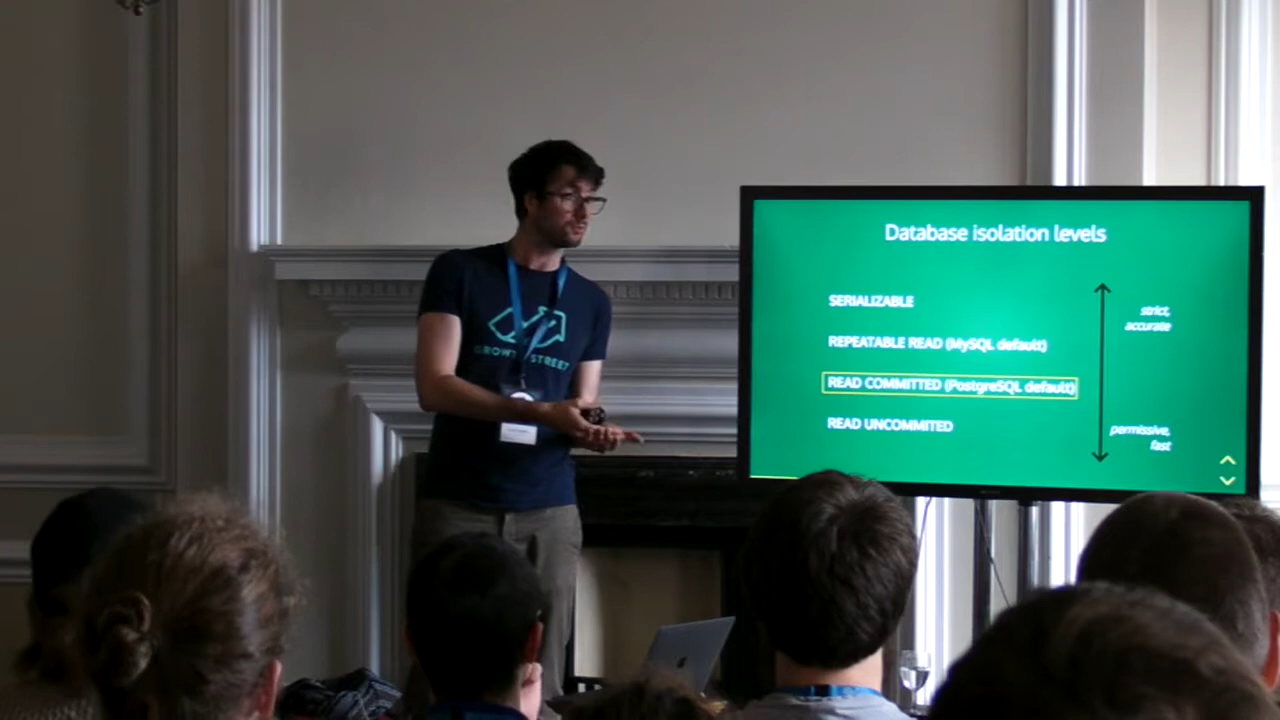 GROWTH STREET
Database isolation levels
SERIALIZABLE
REPEATABLE READ (MySQL default)
READ COMMITTED (PostgreSQL default)
READ UNCOMMITED
strict,
accurate
permissive,
fast